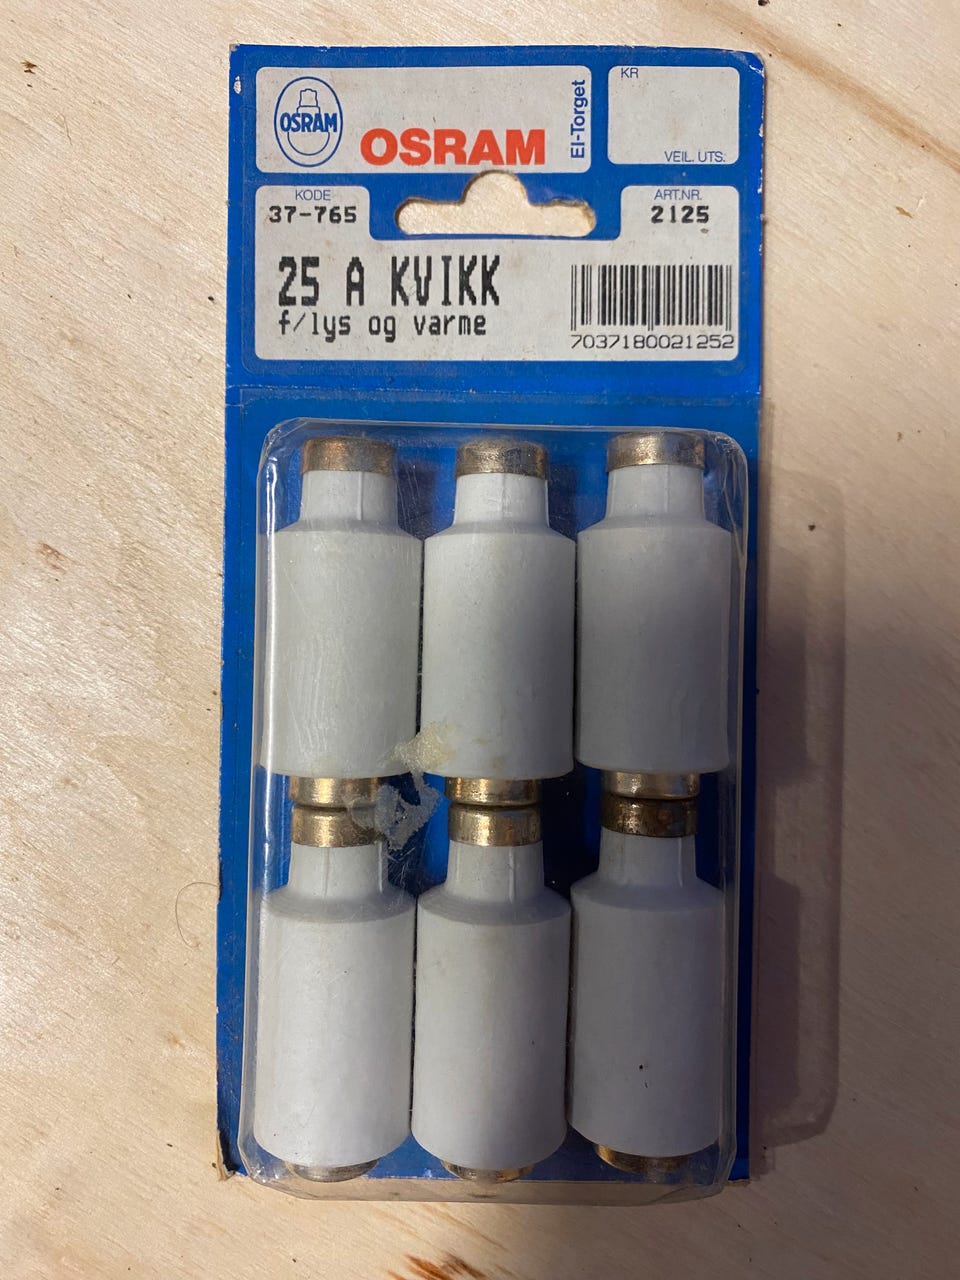 OSRAM
OSRAM
El-Torget
KR
VEIL. UTS:
KODE
37-765
ART.NR.
2125
25 A KVIKK
f/lys og varme
7037180021252